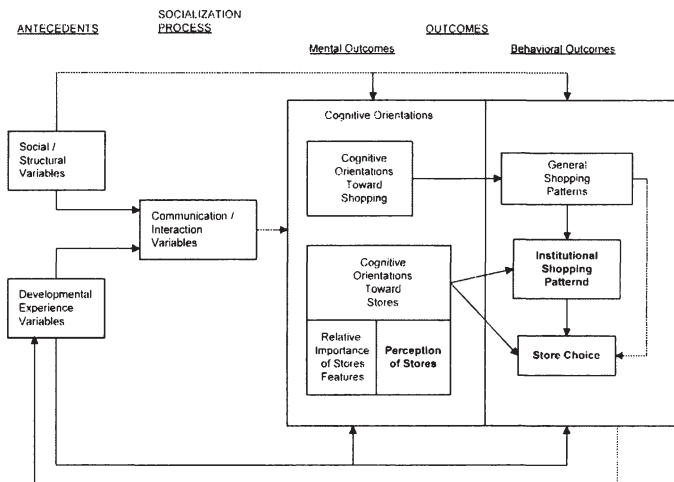 SOCIALIZATION
PROCESS
ANTECEDENTS
OUTCOMES
Mental Outcomes
Behavioral Outcomes
Cognitive Orientations
Social /
Structural
Variables
Cognitive
Orientations
Toward
Shopping
General
Shopping
Patterns
Communication /
Interaction
Variables
Institutional
Shopping
Patternd
Cognitive
Orientations
Toward
Stores
Developmental
Experience
Variables
Relative
Importance
of Stores
Features
Perception
of Stores
Store Choice